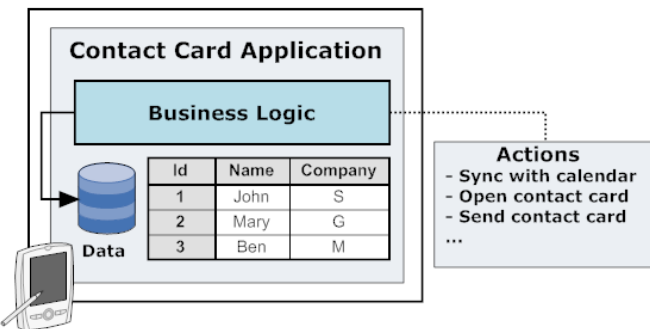 Contact Card Application
Business Logic
Id Name Company
1 John S
2 Mary G
3 Ben M
Data
Actions
- Sync with calendar
- Open contact card
- Send contact card
...